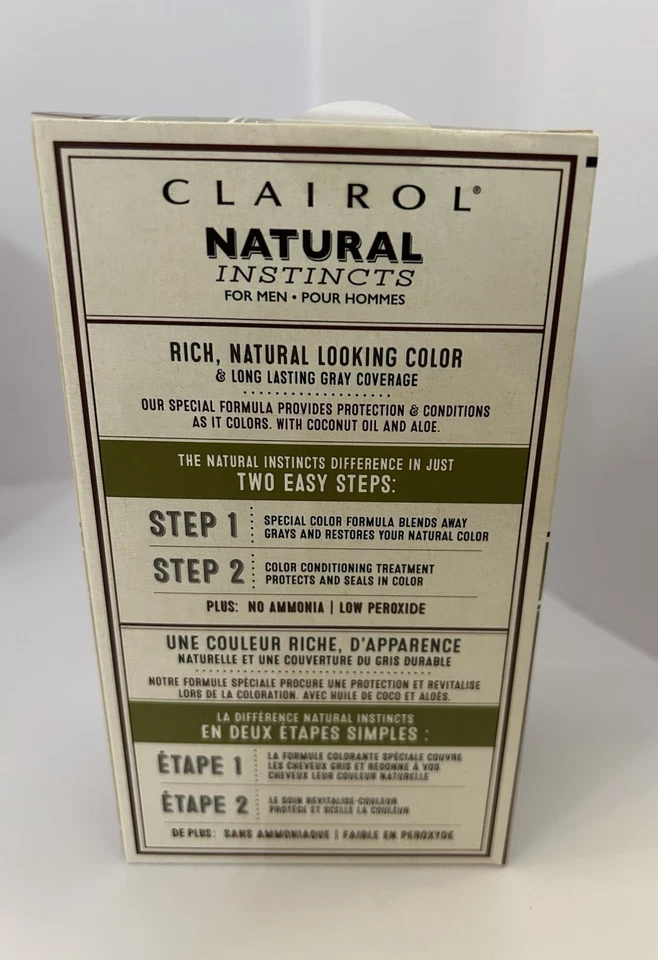 CLAIROL®
NATURAL
INSTINCTS
FOR MEN • POUR HOMMES
RICH, NATURAL LOOKING COLOR
& LONG LASTING GRAY COVERAGE
OUR SPECIAL FORMULA PROVIDES PROTECTION & CONDITIONS
AS IT COLORS. WITH COCONUT OIL AND ALOE.
THE NATURAL INSTINCTS DIFFERENCE IN JUST
TWO EASY STEPS:
STEP 1
SPECIAL COLOR FORMULA BLENDS AWAY
GRAYS AND RESTORES YOUR NATURAL COLOR
STEP 2
COLOR CONDITIONING TREATMENT
PROTECTS AND SEALS IN COLOR
PLUS: NO AMMONIA | LOW PEROXIDE
UNE COULEUR RICHE, D'APPARENCE
NATURELLE ET UNE COUVERTURE DU GRIS DURABLE
NOTRE FORMULE SPÉCIALE PROCURE UNE PROTECTION ET REVITALISE
LORS DE LA COLORATION. AVEC HUILE DE COCO ET ALOÈS.
LA DIFFÉRENCE NATURAL INSTINCTS
EN DEUX ÉTAPES SIMPLES :
ÉTAPE 1
LA FORMULE COLORANTE SPÉCIALE COUVRE
LES CHEVEUX GRIS ET REDONNE À VOS
CHEVEUX LEUR COULEUR NATURELLE
ÉTAPE 2
LE SOIN REVITALISE-COULEUR
PROTÈGE ET SCELLE LA COULEUR
DE PLUS: SANS AMMONIAQUE | FAIBLE EN PEROXYDE